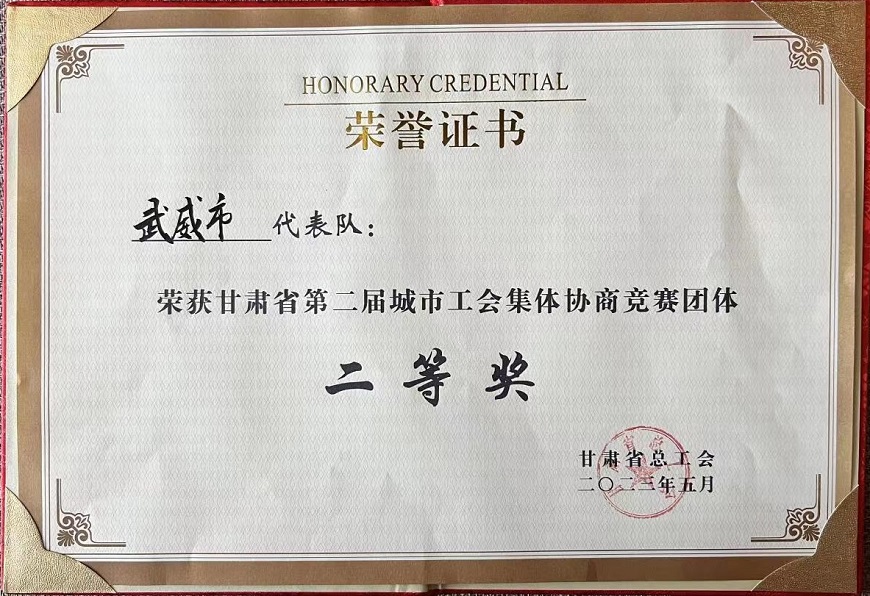 HONORARY CREDENTIAL
荣誉证书
武威市 代表队：
荣获甘肃省第二届城市工会集体协商竞赛团体
二等奖
甘肃省总工会
二〇二三年五月